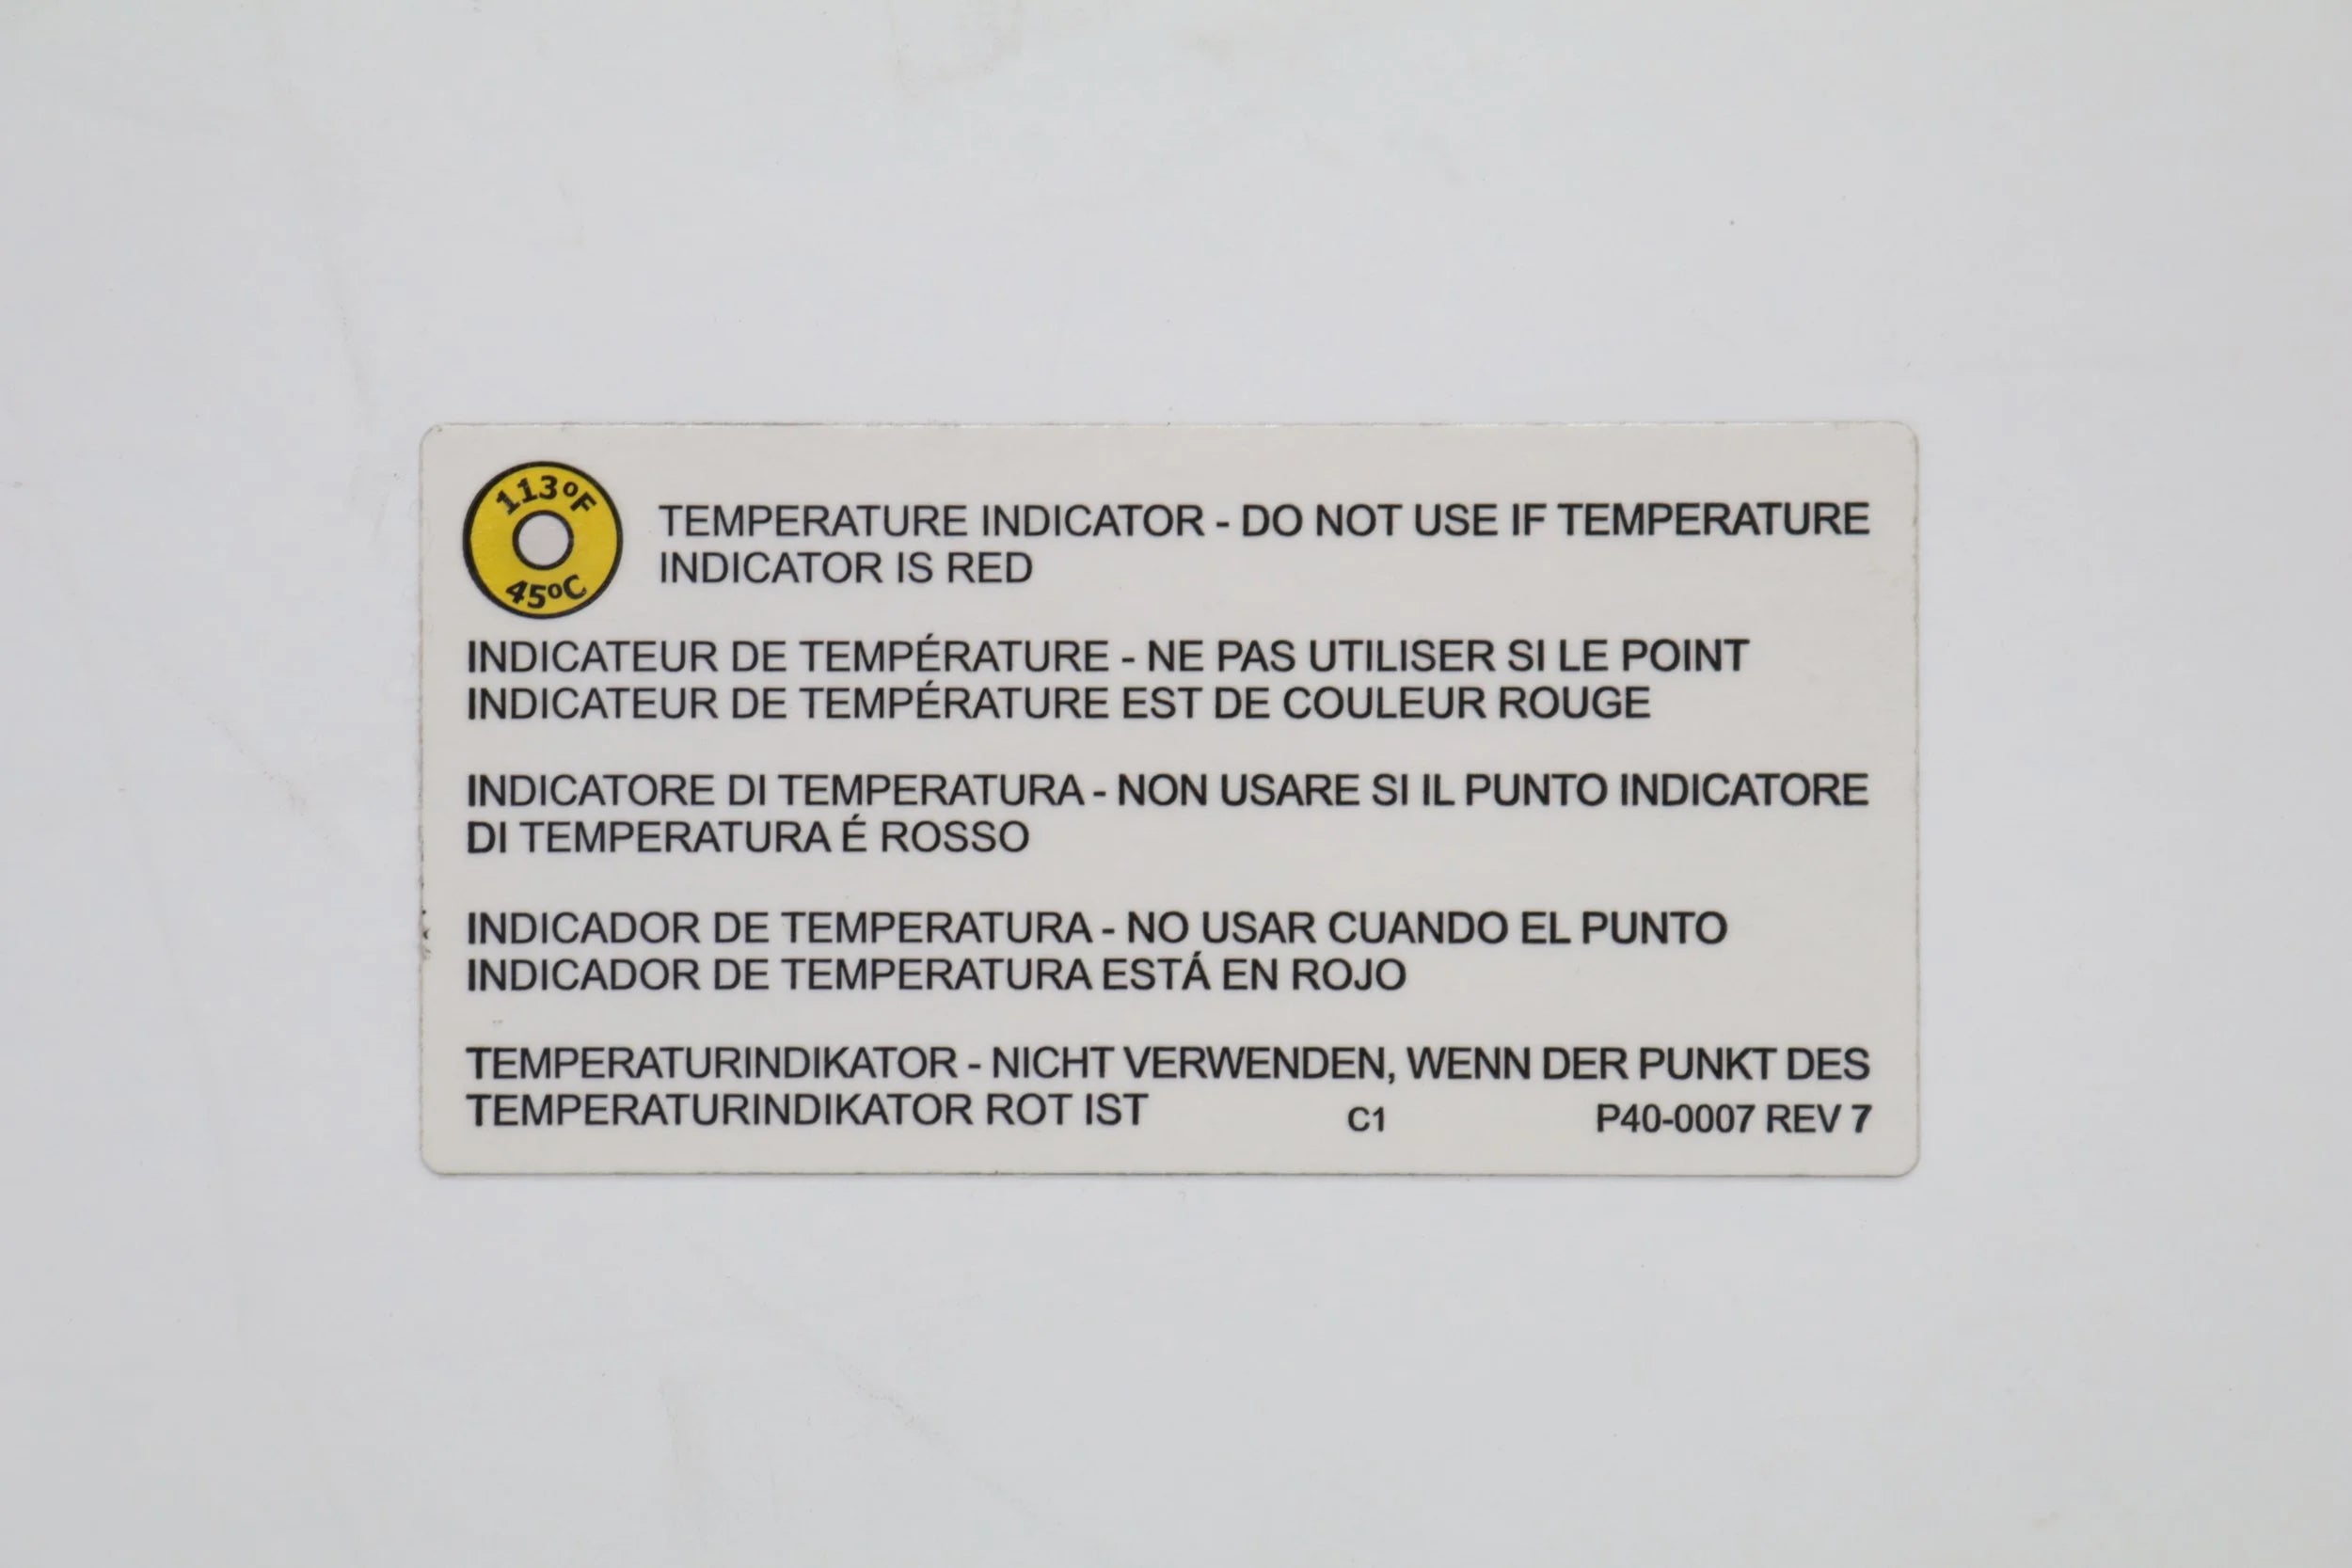 113ºF
45ºC
TEMPERATURE INDICATOR - DO NOT USE IF TEMPERATURE
INDICATOR IS RED
INDICATEUR DE TEMPÉRATURE - NE PAS UTILISER SI LE POINT
INDICATEUR DE TEMPÉRATURE EST DE COULEUR ROUGE
INDICATORE DI TEMPERATURA - NON USARE SI IL PUNTO INDICATORE
DI TEMPERATURA É ROSSO
INDICADOR DE TEMPERATURA - NO USAR CUANDO EL PUNTO
INDICADOR DE TEMPERATURA ESTÁ EN ROJO
TEMPERATURINDIKATOR - NICHT VERWENDEN, WENN DER PUNKT DES
TEMPERATURINDIKATOR ROT IST C1 P40-0007 REV 7